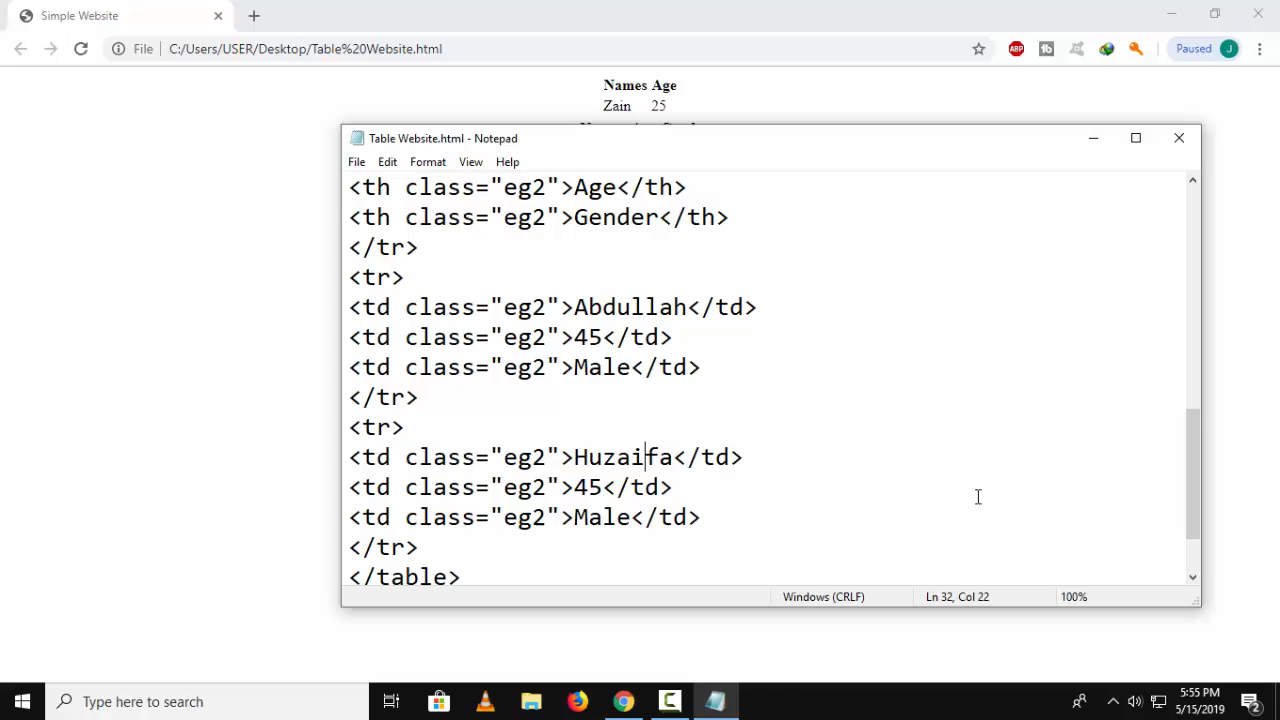 Simple Website
File C:/Users/USER/Desktop/Table%20Website.html
ABP
Paused J
Names Age
Zain 25
Table Website.html - Notepad
File Edit Format View Help
<th class="eg2">Age</th>
<th class="eg2">Gender</th>
</tr>
<tr>
<td class="eg2">Abdullah</td>
<td class="eg2">45</td>
<td class="eg2">Male</td>
</tr>
<tr>
<td class="eg2">Huzaifa</td>
<td class="eg2">45</td>
<td class="eg2">Male</td>
</tr>
</table>
Windows (CRLF) Ln 32, Col 22 100%
Type here to search
5:55 PM
5/15/2019
2